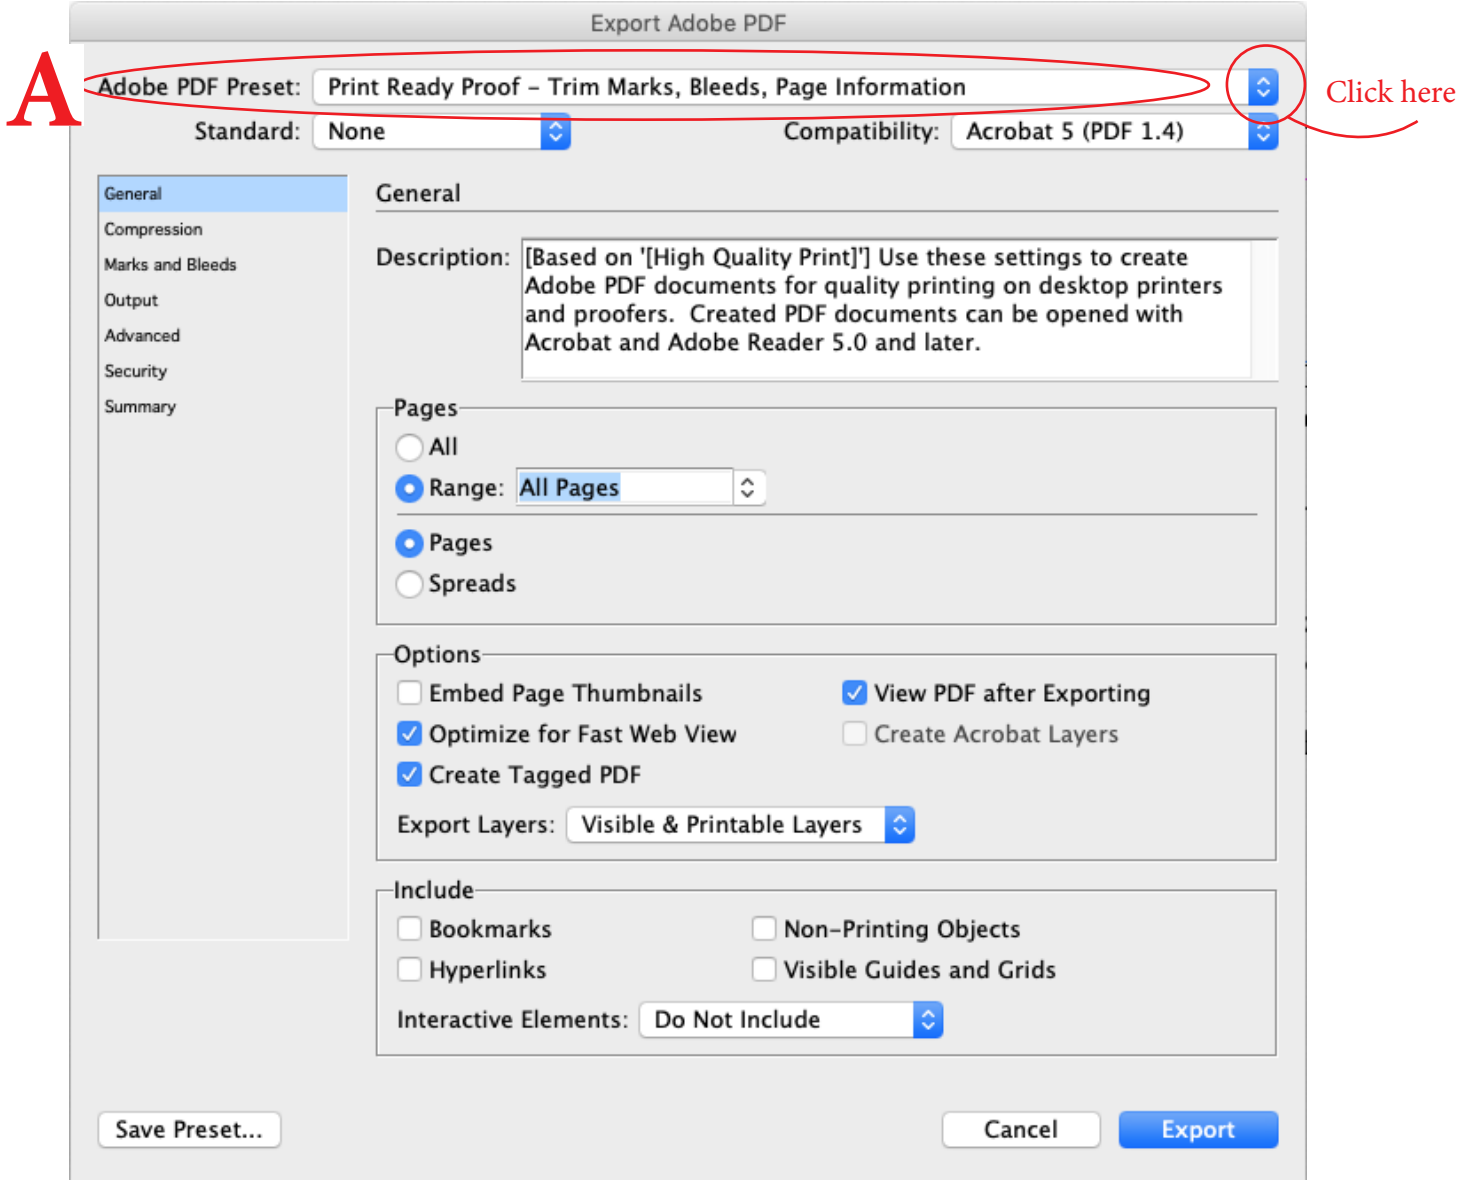 Export Adobe PDF
A
Adobe PDF Preset: Print Ready Proof – Trim Marks, Bleeds, Page Information
Click here
Standard: None Compatibility: Acrobat 5 (PDF 1.4)
General
Compression
Marks and Bleeds
Output
Advanced
Security
Summary
General
Description: [Based on '[High Quality Print]'] Use these settings to create
Adobe PDF documents for quality printing on desktop printers
and proofers.  Created PDF documents can be opened with
Acrobat and Adobe Reader 5.0 and later.
Pages
All
Range: All Pages
Pages
Spreads
Options
Embed Page Thumbnails View PDF after Exporting
Optimize for Fast Web View Create Acrobat Layers
Create Tagged PDF
Export Layers: Visible & Printable Layers
Include
Bookmarks Non-Printing Objects
Hyperlinks Visible Guides and Grids
Interactive Elements: Do Not Include
Save Preset... Cancel Export